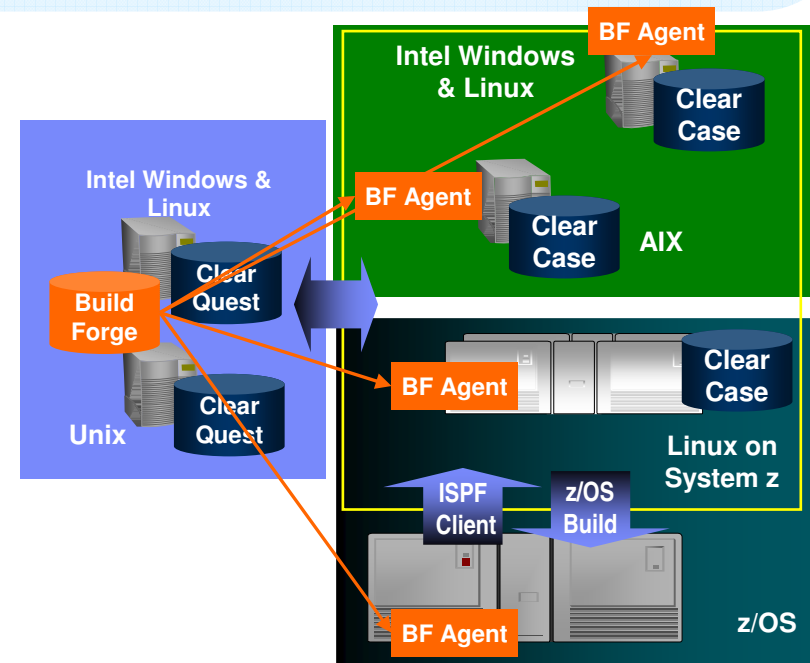 BF Agent
Intel Windows
& Linux
Clear
Case
Intel Windows &
Linux
BF Agent
Clear
Case
AIX
Clear
Quest
Build
Forge
Clear
Quest
Unix
BF Agent
Clear
Case
Linux on
System z
ISPF
Client
z/OS
Build
BF Agent
z/OS